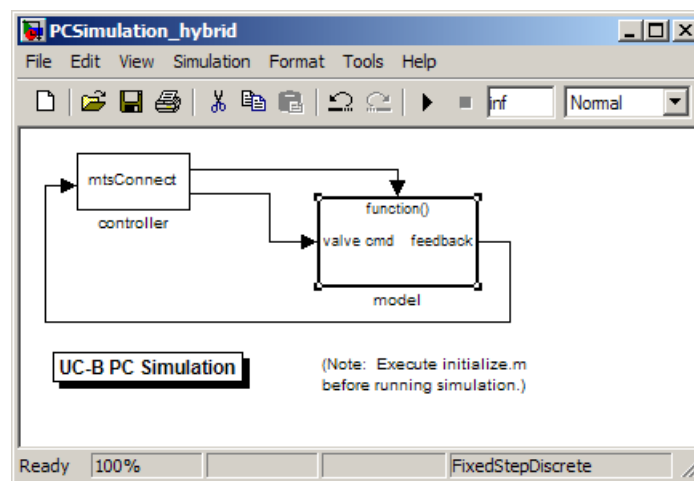 PCSimulation_hybrid
File Edit View Simulation Format Tools Help
inf Normal
mtsConnect
controller
function()
valve cmd feedback
model
UC-B PC Simulation
(Note: Execute initialize.m
before running simulation.)
Ready 100% FixedStepDiscrete